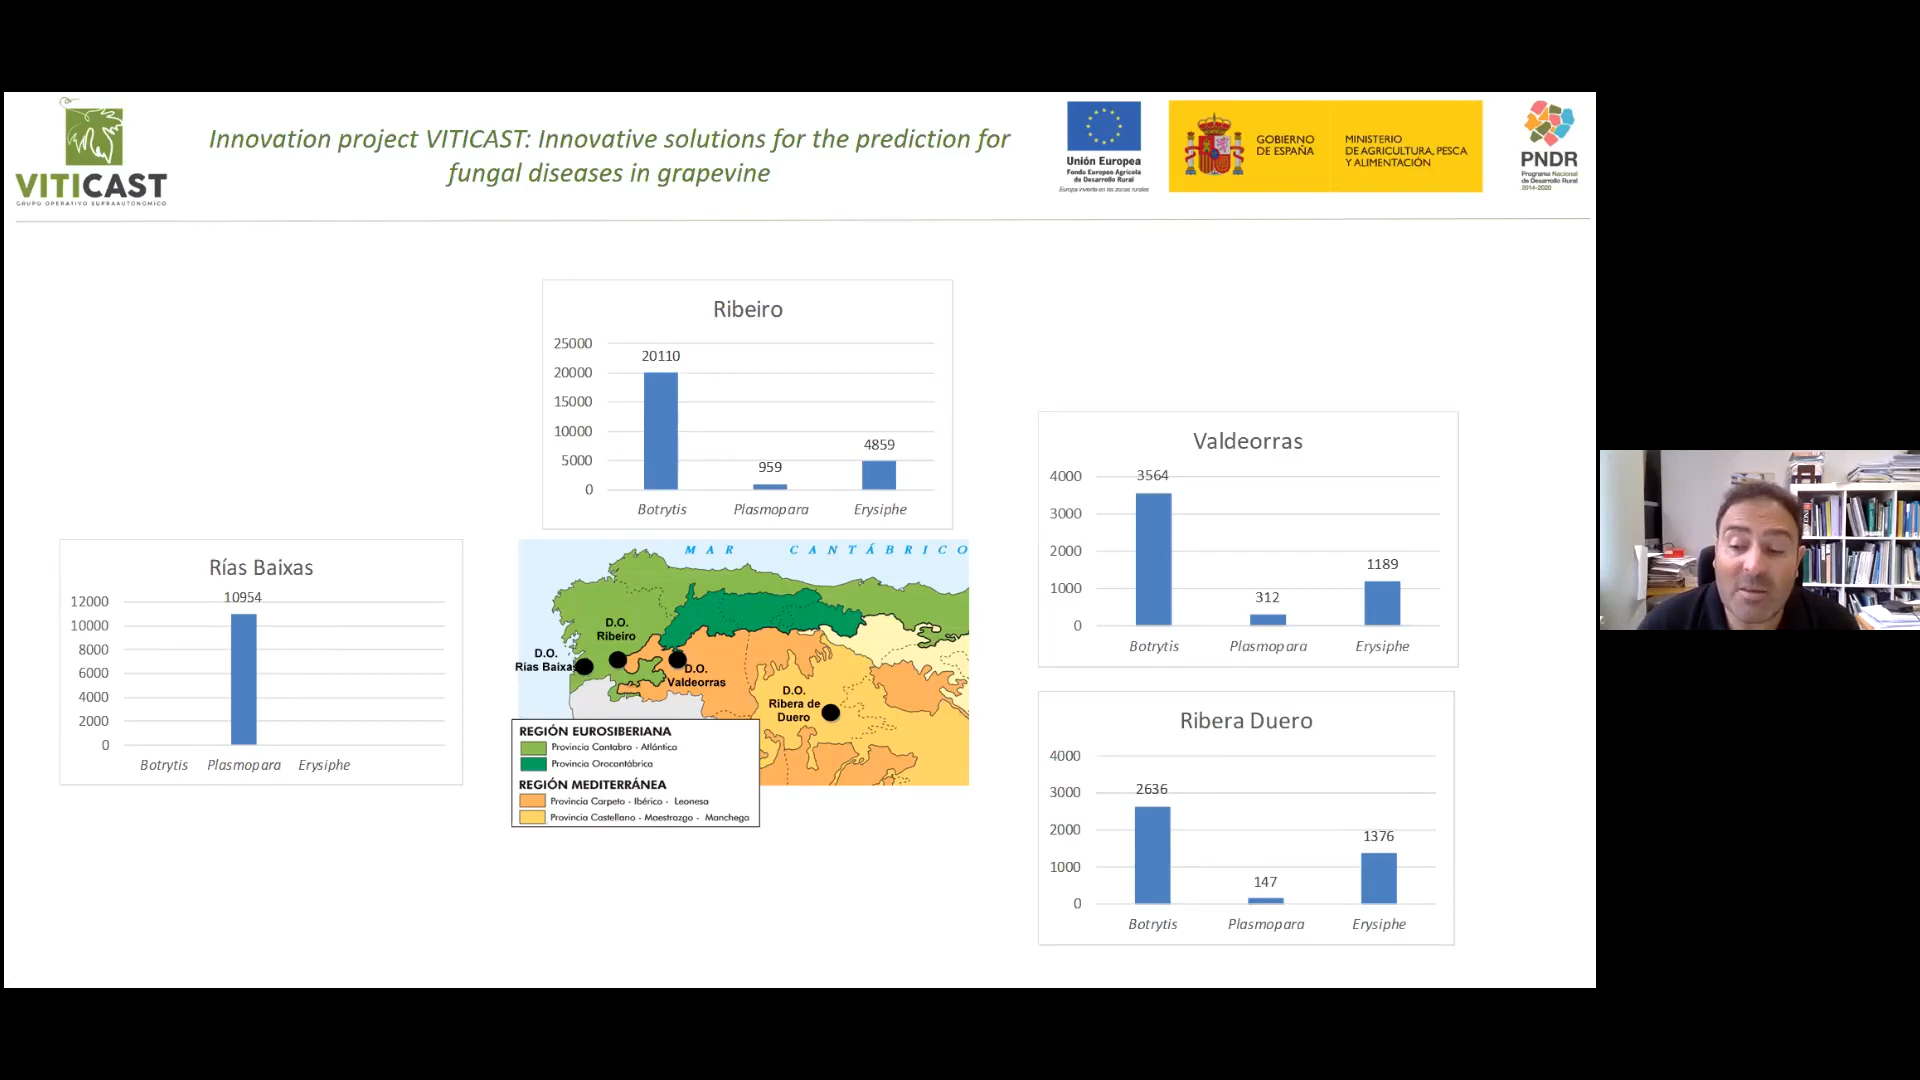 VITICAST
GRUPO OPERATIVO SUPRAAUTONOMICO
Innovation project VITICAST: Innovative solutions for the prediction for
fungal diseases in grapevine
Unión Europea
Fondo Europeo Agrícola
de Desarrollo Rural
Europa invierte en las zonas rurales
GOBIERNO
DE ESPAÑA
MINISTERIO
DE AGRICULTURA, PESCA
Y ALIMENTACIÓN
PNDR
Programa Nacional
de Desarrollo Rural
2014-2020
Ribeiro
25000
20000
15000
10000
5000
0
20110
959
4859
Botrytis Plasmopara Erysiphe
Valdeorras
4000
3000
2000
1000
0
3564
312
1189
Botrytis Plasmopara Erysiphe
Rías Baixas
12000
10000
8000
6000
4000
2000
0
10954
Botrytis Plasmopara Erysiphe
MAR CANTÁBRICO
D.O.
Ribeiro
D.O.
Rías Baixas
D.O.
Valdeorras
D.O.
Ribera de
Duero
REGIÓN EUROSIBERIANA
Provincia Cantabro - Atlántica
Provincia Orocantábrica
REGIÓN MEDITERRÁNEA
Provincia Carpeto - Ibérico - Leonesa
Provincia Castellano - Maestrazgo - Manchega
Ribera Duero
4000
3000
2000
1000
0
2636
147
1376
Botrytis Plasmopara Erysiphe